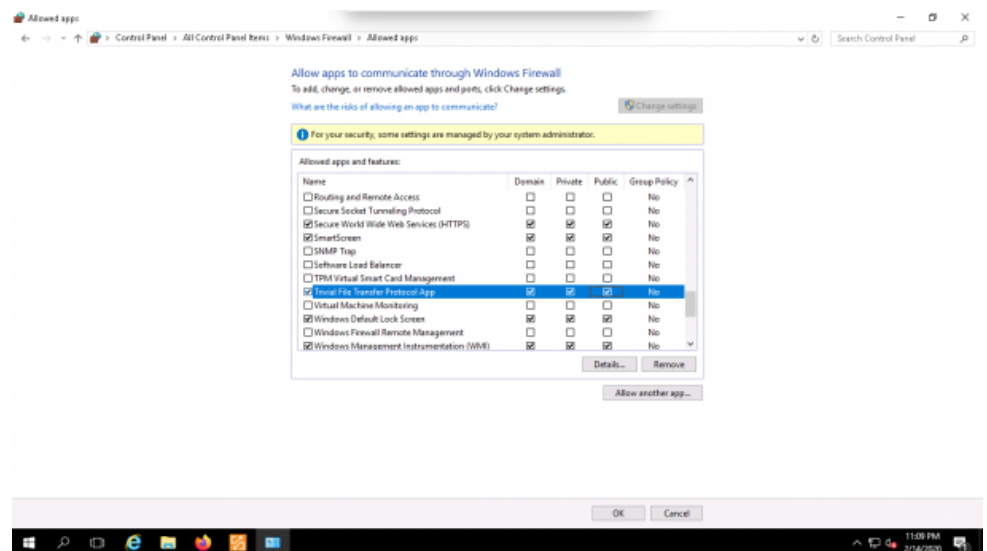 Allowed apps
Control Panel > All Control Panel Items > Windows Firewall > Allowed apps
Search Control Panel
Allow apps to communicate through Windows Firewall
To add, change, or remove allowed apps and ports, click Change settings.
What are the risks of allowing an app to communicate?
Change settings
For your security, some settings are managed by your system administrator.
Allowed apps and features:
Name Domain Private Public Group Policy
Routing and Remote Access No
Secure Socket Tunneling Protocol No
Secure World Wide Web Services (HTTPS) No
SmartScreen No
SNMP Trap No
Software Load Balancer No
TPM Virtual Smart Card Management No
Trivial File Transfer Protocol App No
Virtual Machine Monitoring No
Windows Default Lock Screen No
Windows Firewall Remote Management No
Windows Management Instrumentation (WMI) No
Details... Remove
Allow another app...
OK Cancel
11:09 PM
2/14/2020